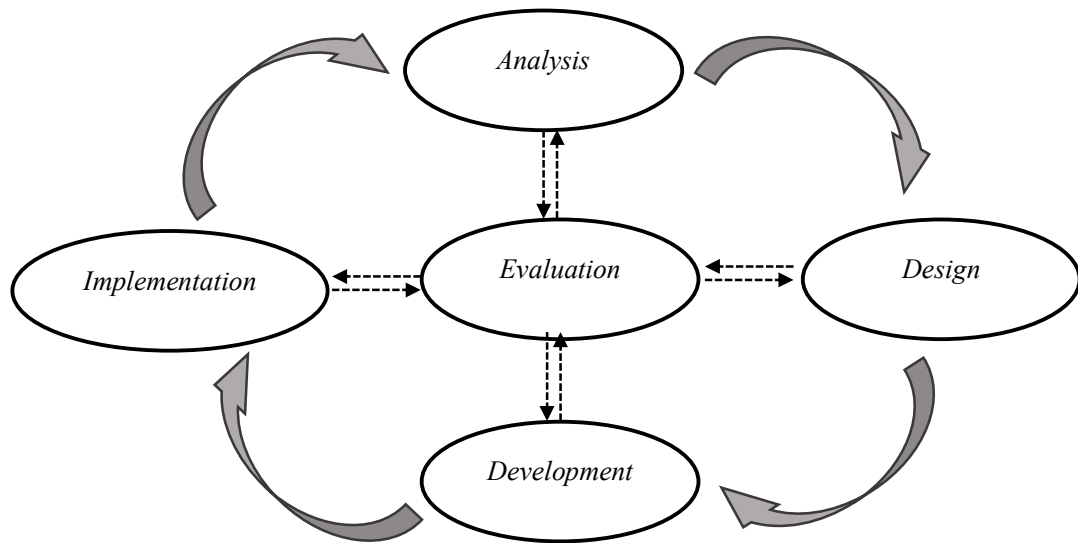 Analysis
Implementation
Evaluation
Design
Development